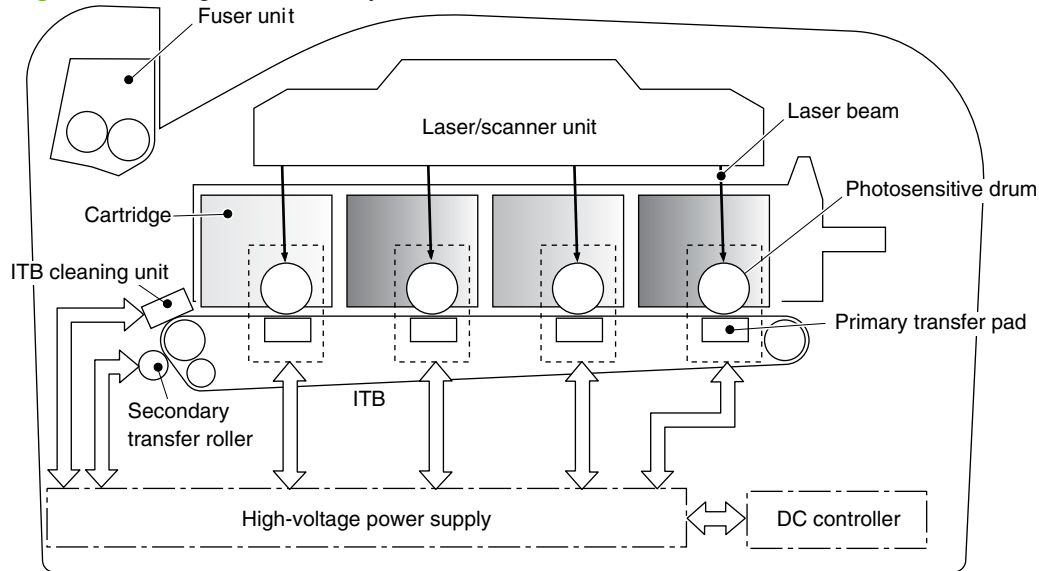 Fuser unit
Laser/scanner unit
Laser beam
Photosensitive drum
Cartridge
ITB cleaning unit
Primary transfer pad
ITB
Secondary
transfer roller
High-voltage power supply
DC controller